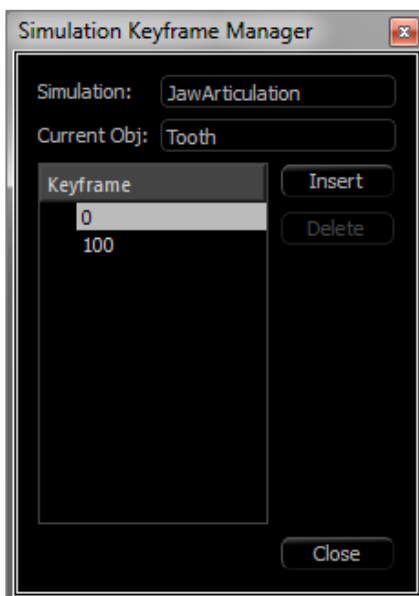 Simulation Keyframe Manager
Simulation: JawArticulation
Current Obj: Tooth
Keyframe
Insert
0
Delete
100
Close